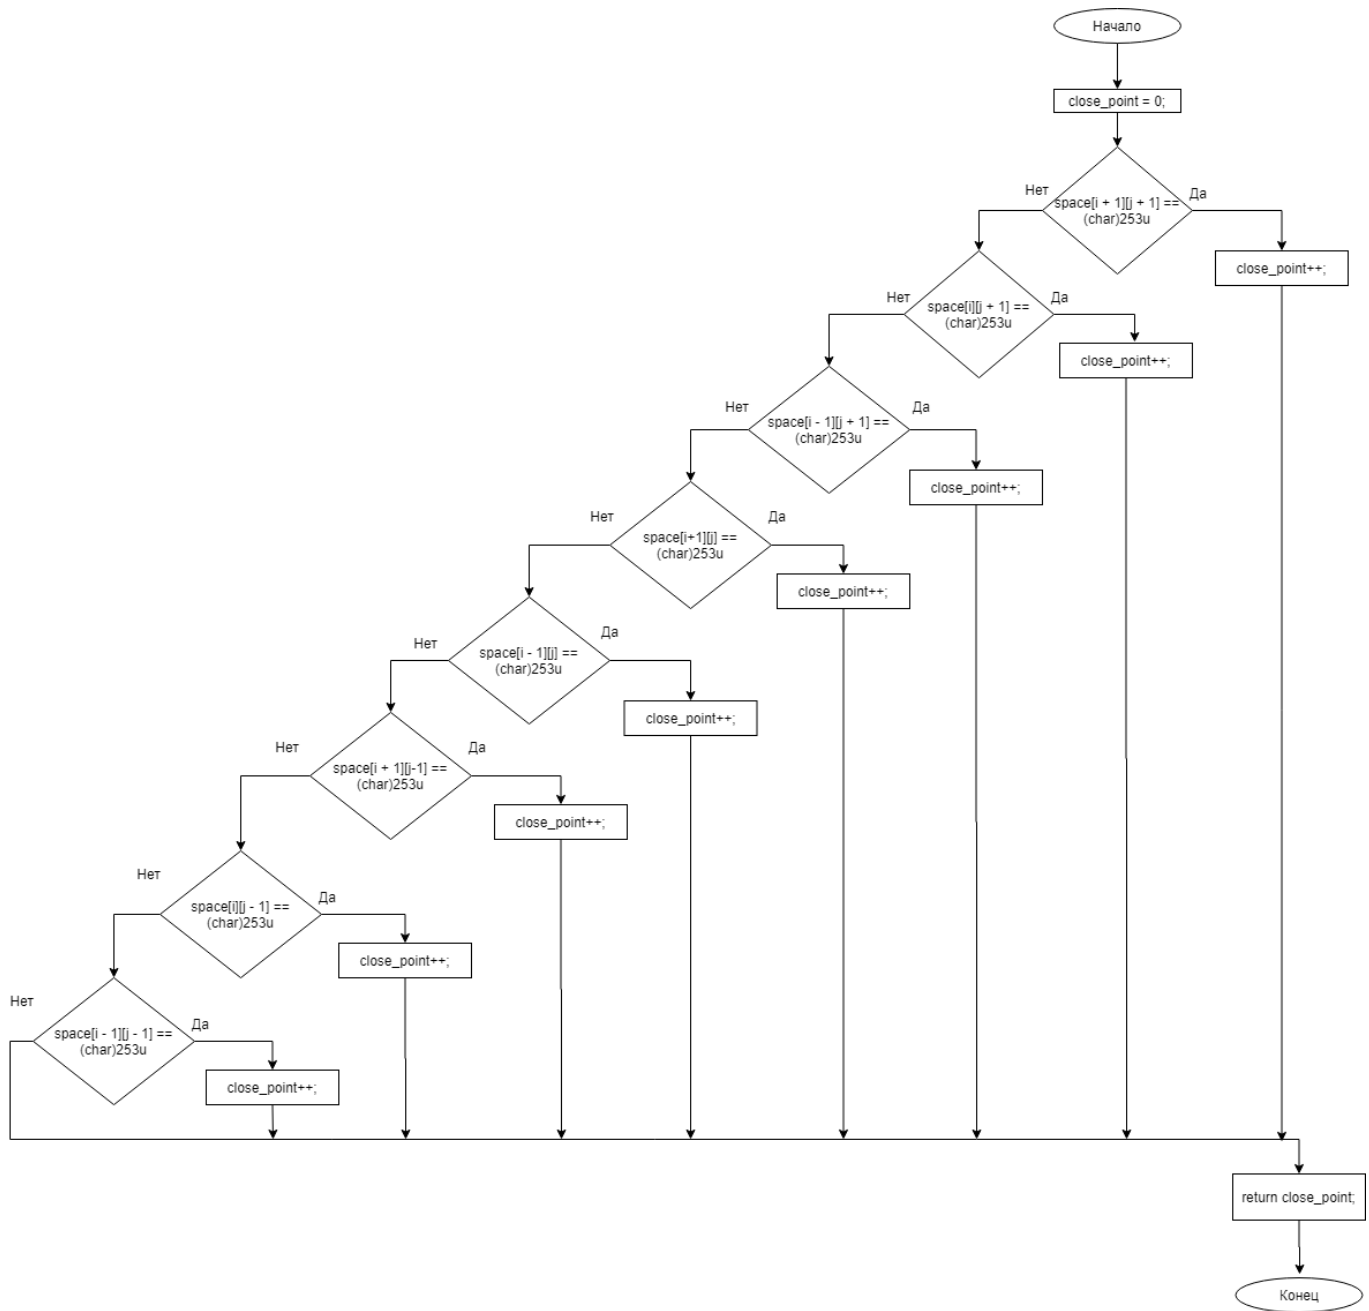 Начало
close_point = 0;
Нет
Да
space[i + 1][j + 1] ==
(char)253u
close_point++;
Нет
Да
space[i][j + 1] ==
(char)253u
close_point++;
Нет
Да
space[i - 1][j + 1] ==
(char)253u
close_point++;
Нет
Да
space[i+1][j] ==
(char)253u
close_point++;
Нет
Да
space[i - 1][j] ==
(char)253u
close_point++;
Нет
Да
space[i + 1][j-1] ==
(char)253u
close_point++;
Нет
Да
space[i][j - 1] ==
(char)253u
close_point++;
Нет
Да
space[i - 1][j - 1] ==
(char)253u
close_point++;
return close_point;
Конец